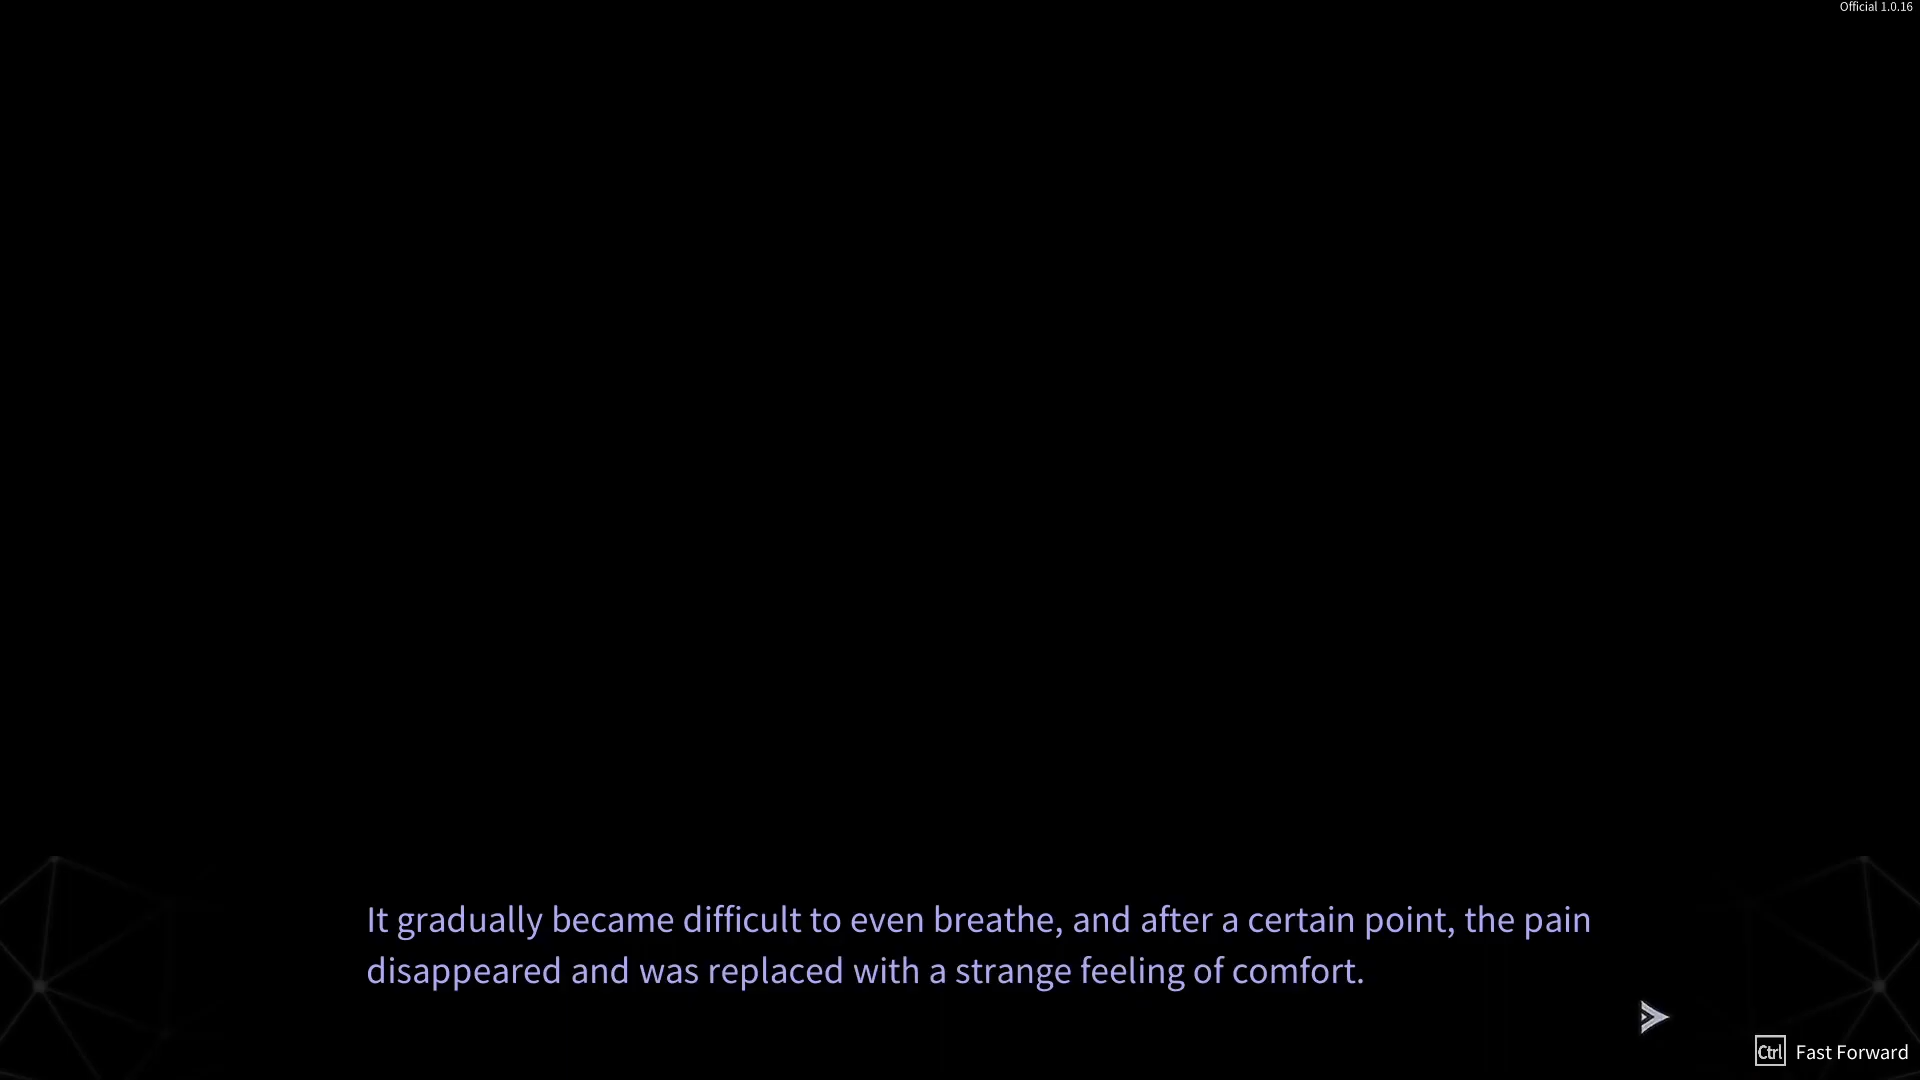 Official 1.0.16
It gradually became difficult to even breathe, and after a certain point, the pain
disappeared and was replaced with a strange feeling of comfort.
Ctrl Fast Forward